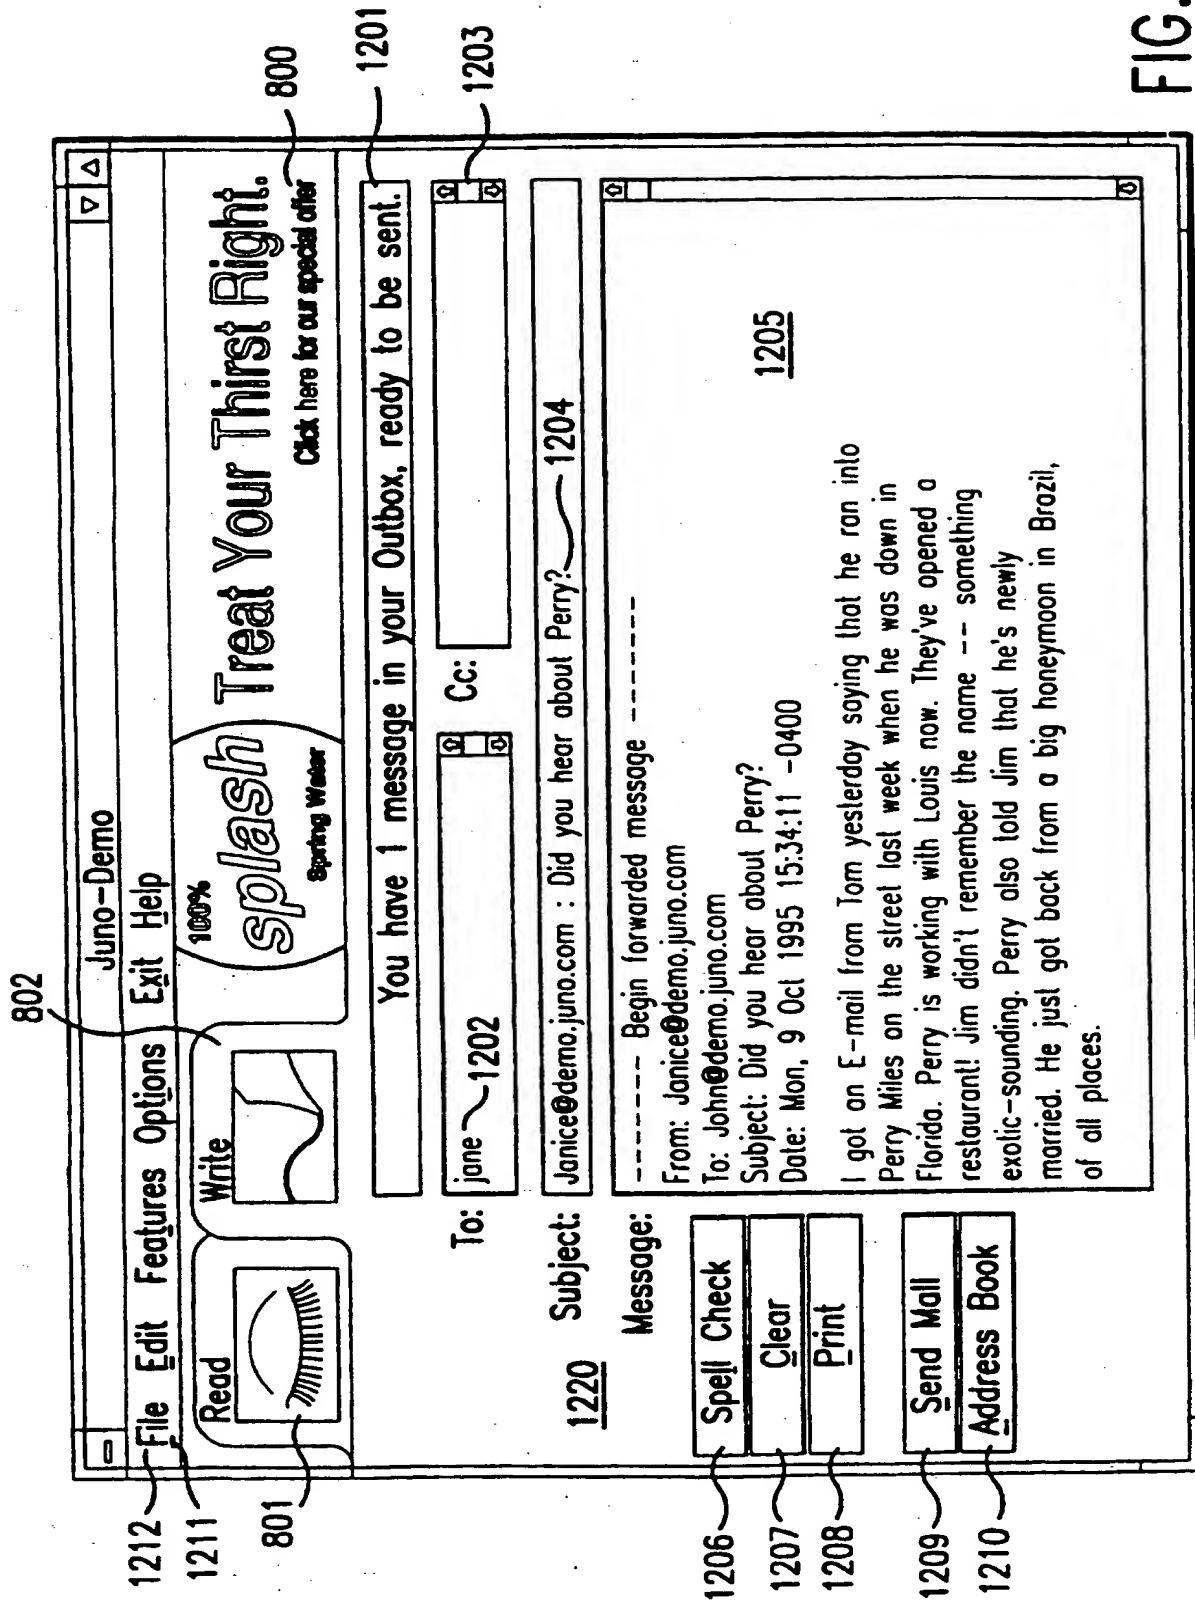 Juno-Demo
File Edit Features Options Exit Help
Read
Write
100%
splash
Spring Water
Treat Your Thirst Right.
Click here for our special offer
You have 1 message in your Outbox, ready to be sent.
To: jane 1202 Cc:
Subject: Janice@demo.juno.com : Did you hear about Perry? 1204
Message:
------- Begin forwarded message -------
From: Janice@demo.juno.com
To: John@demo.juno.com
Subject: Did you hear about Perry?
Date: Mon, 9 Oct 1995 15:34:11 -0400
I got an E-mail from Tom yesterday saying that he ran into
Perry Miles on the street last week when he was down in
Florida. Perry is working with Louis now. They've opened a
restaurant! Jim didn't remember the name -- something
exotic-sounding. Perry also told Jim that he's newly
married. He just got back from a big honeymoon in Brazil,
of all places.
Spell Check
Clear
Print
Send Mail
Address Book
1212
1211
801
802
800
1201
1203
1205
1220
1206
1207
1208
1209
1210
FIG.